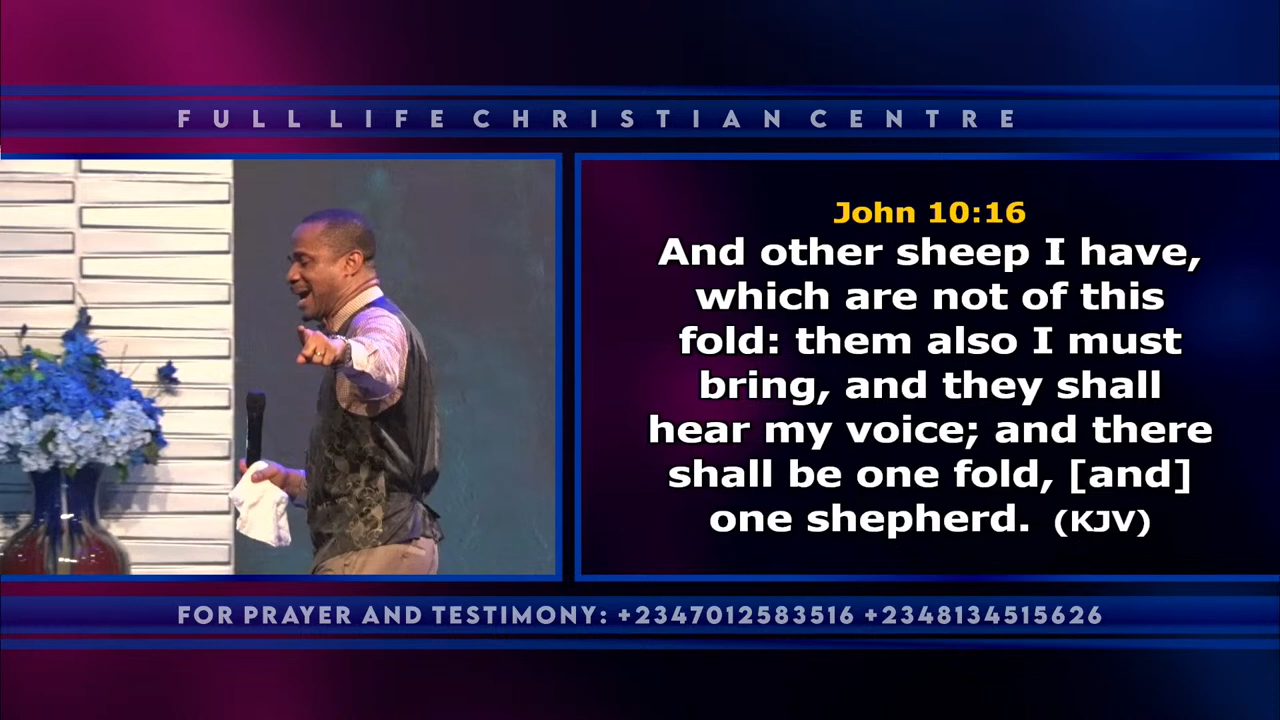 FULL LIFE CHRISTIAN CENTRE
John 10:16
And other sheep I have,
which are not of this
fold: them also I must
bring, and they shall
hear my voice; and there
shall be one fold, [and]
one shepherd. (KJV)
FOR PRAYER AND TESTIMONY: +2347012583516 +2348134515626